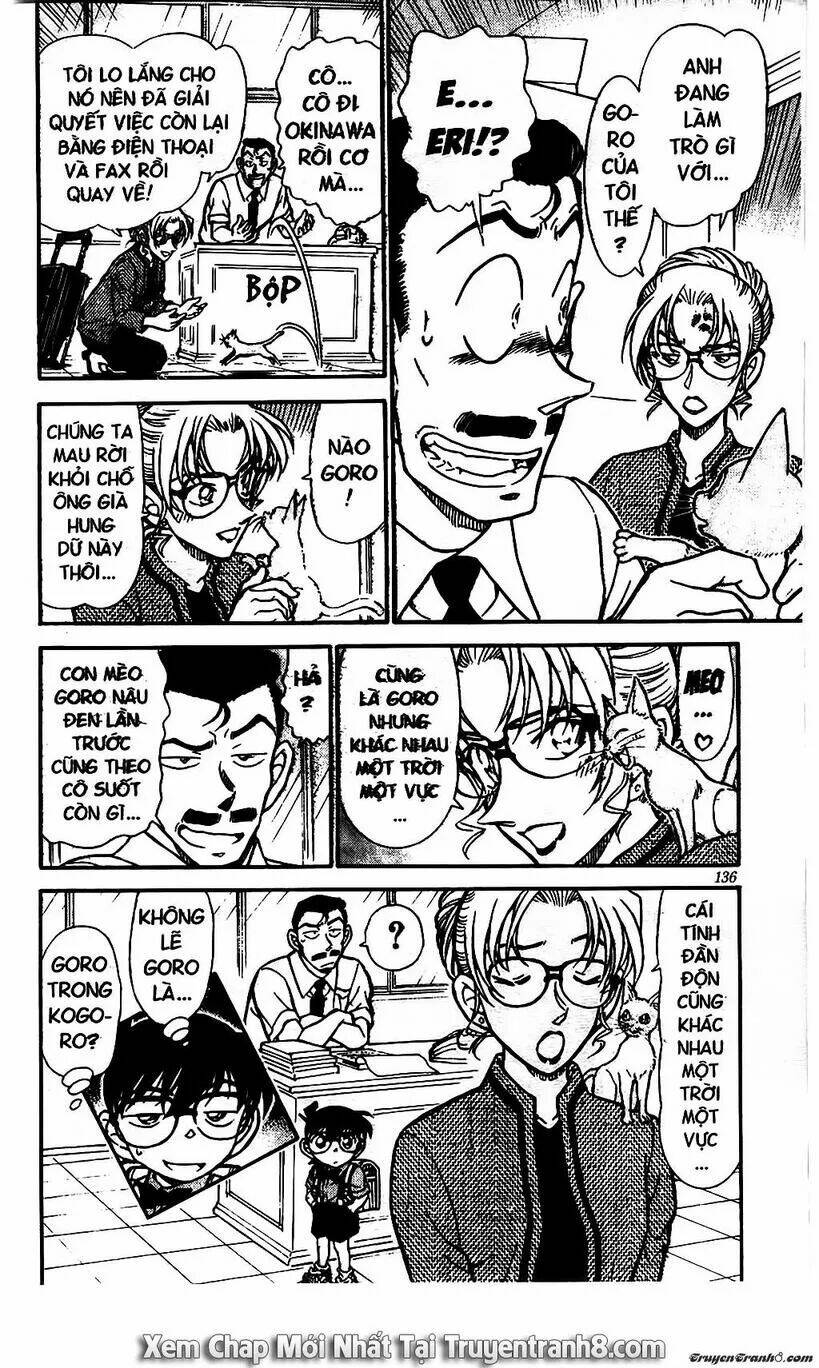 ANH
ĐANG
LÀM
TRÒ GÌ
VỚI...
GO-
RO
CỦA
TÔI
THẾ
?
E...
ERI!?
CÔ...
CÔ ĐI
OKINAWA
RỒI CƠ
MÀ...
TÔI LO LẮNG CHO
NÓ NÊN ĐÃ GIẢI
QUYẾT VIỆC CÒN LẠI
BẰNG ĐIỆN THOẠI
VÀ FAX RỒI
QUAY VỀ!
BỘP
NÀO
GORO
!
CHÚNG TA
MAU RỜI
KHỎI CHỖ
ÔNG GIÀ
HUNG
DỮ NÀY
THÔI...
MEO
...
♡
CÙNG
LÀ GORO
NHƯNG
KHÁC NHAU
MỘT TRỜI
MỘT VỰC
...
HẢ
?
CON MÈO
GORO NÂU
ĐEN LẦN
TRƯỚC
CŨNG THEO
CÔ SUỐT
CÒN GÌ...
136
CÁI
TÍNH
ĐẦN
ĐỘN
CŨNG
KHÁC
NHAU
MỘT
TRỜI
MỘT
VỰC
...
?
KHÔNG
LẼ
GORO
LÀ...
GORO
TRONG
KOGO-
RO?
Xem Chap Mới Nhất Tại Truyentranh8.com
TruyenTranh8.com